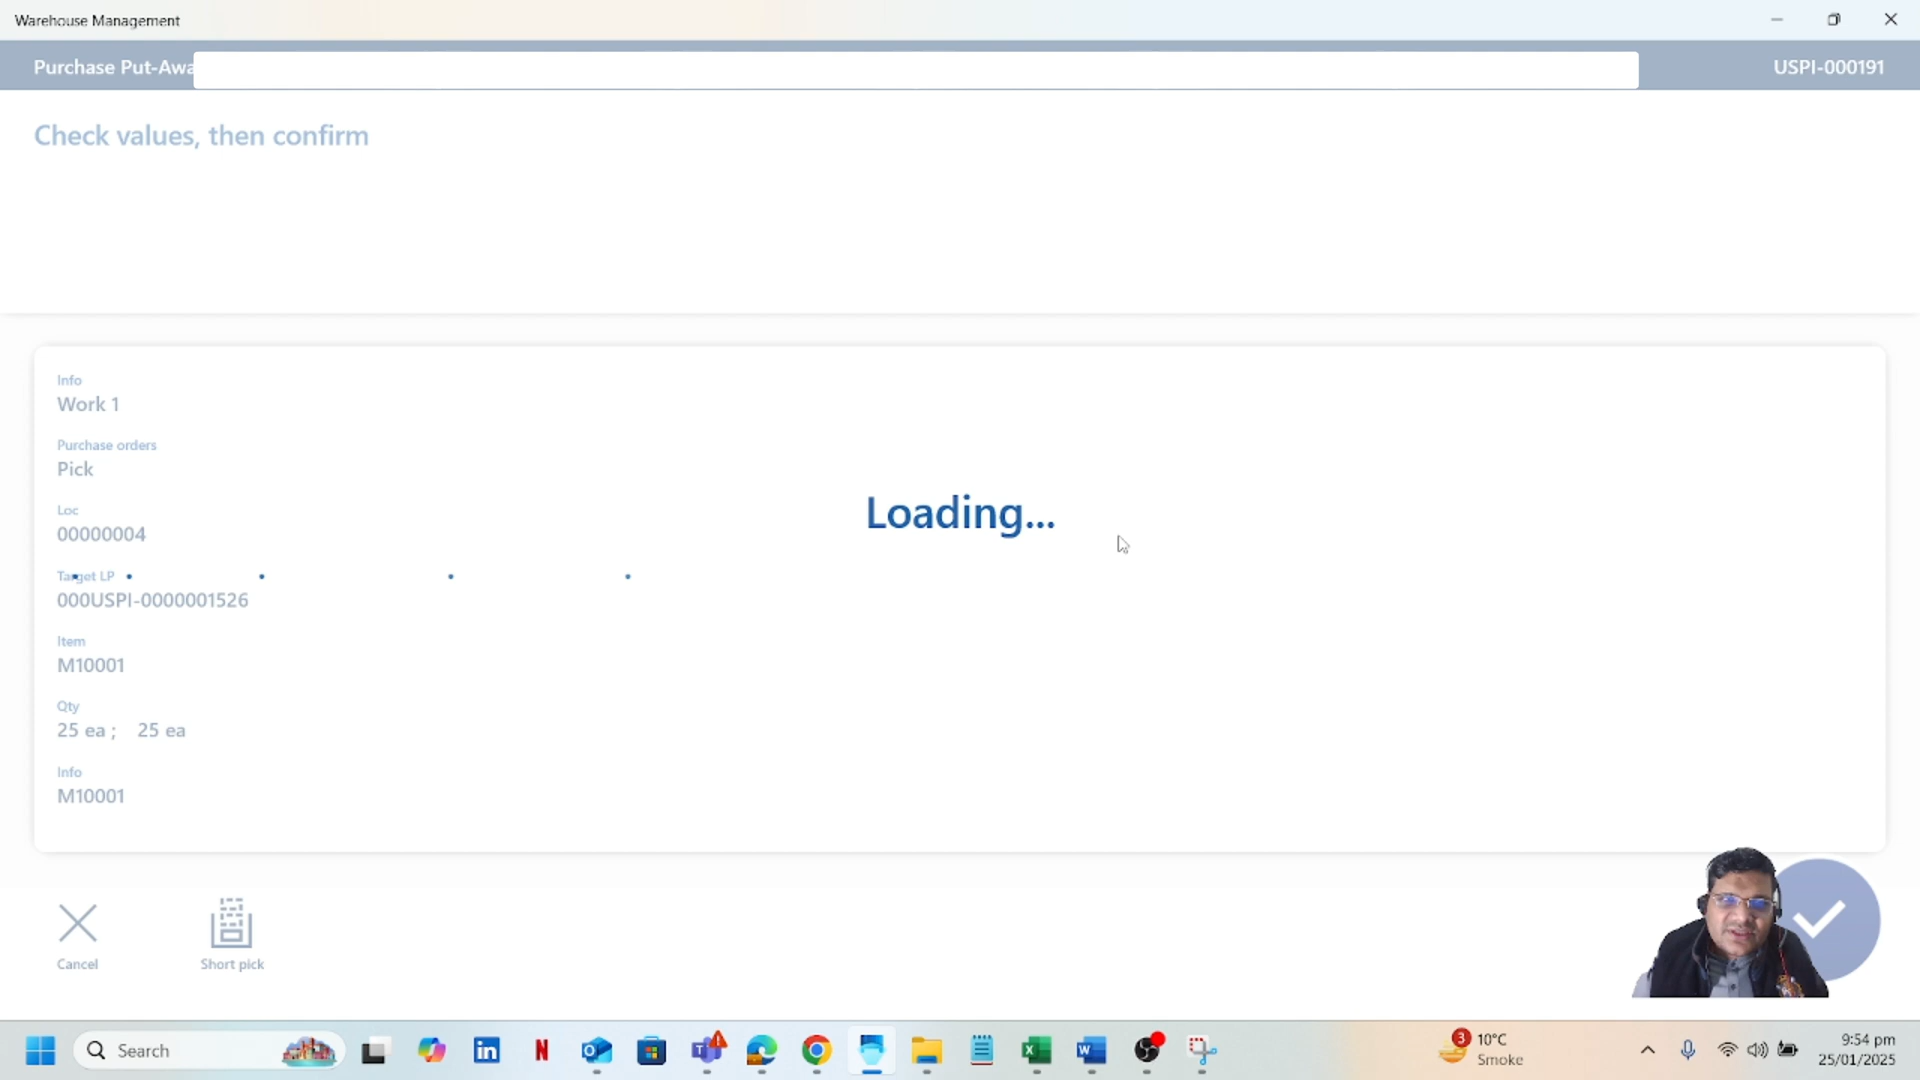 Warehouse Management
Purchase Put-Awa
USPI-000191
Check values, then confirm
Info
Work 1
Purchase orders
Pick
Loc
00000004
Loading...
Target LP
000USPI-0000001526
Item
M10001
Qty
25 ea ; 25 ea
Info
M10001
Cancel
Short pick
Search
3
10°C
Smoke
9:54 pm
25/01/2025